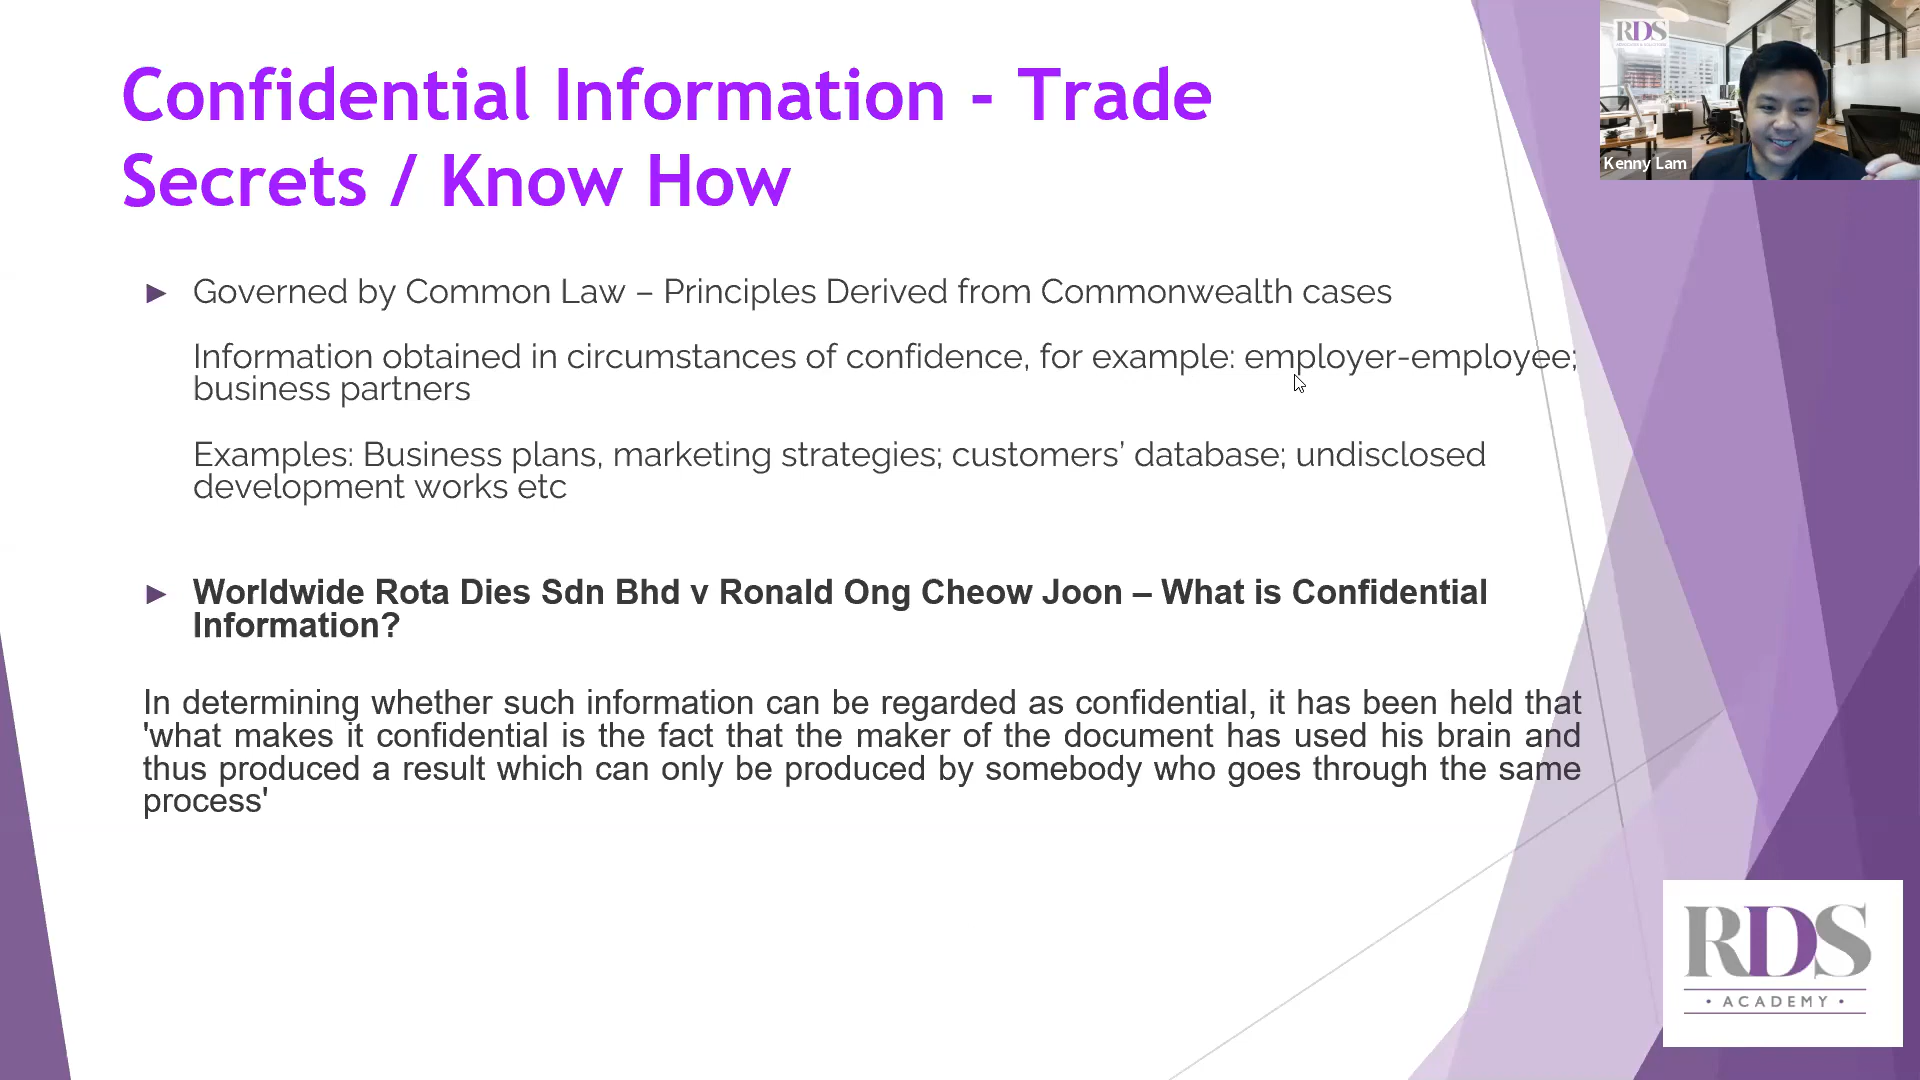 Confidential Information - Trade
Secrets / Know How
Governed by Common Law – Principles Derived from Commonwealth cases
Information obtained in circumstances of confidence, for example: employer-employee;
business partners
Examples: Business plans, marketing strategies; customers’ database; undisclosed
development works etc
Worldwide Rota Dies Sdn Bhd v Ronald Ong Cheow Joon – What is Confidential
Information?
In determining whether such information can be regarded as confidential, it has been held that
'what makes it confidential is the fact that the maker of the document has used his brain and
thus produced a result which can only be produced by somebody who goes through the same
process'
RDS
Kenny Lam
RDS
• ACADEMY •